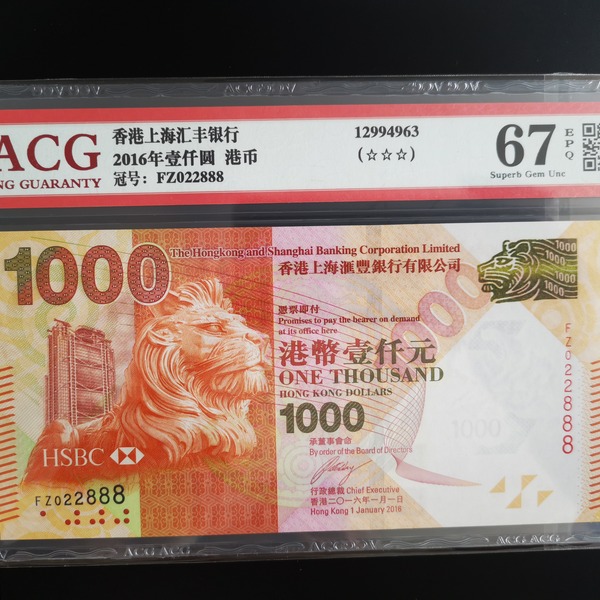 ACG
NG GUARANTY
香港上海汇丰银行
2016年壹仟圆 港币
冠号: FZ022888
12994963
(☆☆☆)
67
EPQ
Superb Gem Unc
1000
The Hongkong and Shanghai Banking Corporation Limited
香港上海滙豐銀行有限公司
憑票即付
Promises to pay the bearer on demand
at its office here
港幣壹仟元
ONE THOUSAND
HONG KONG DOLLARS
1000
承董事會命
By order of the Board of Directors
行政總裁 Chief Executive
香港二〇一六年一月一日
Hong Kong 1 January 2016
HSBC
FZ022888
1000
1000
1000
1000
FZ022888
1000
ACG ACG